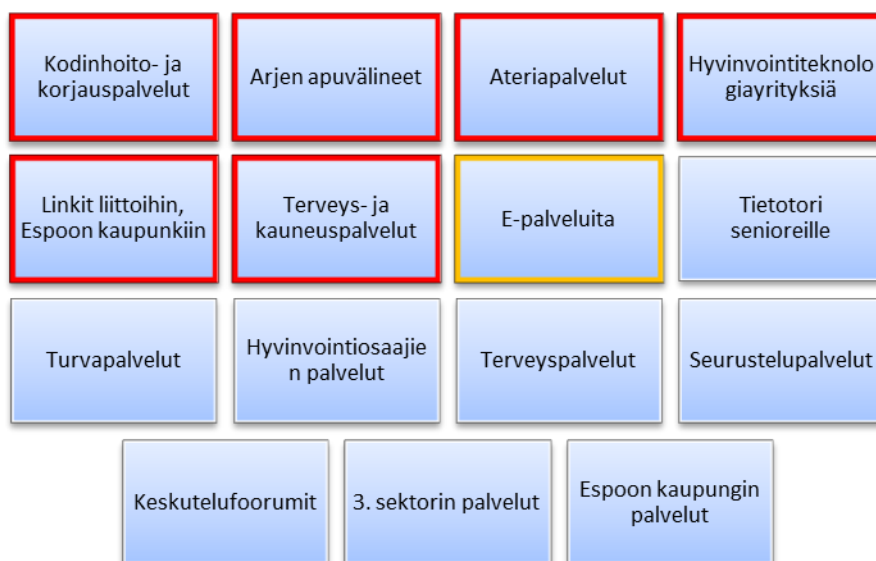 Kodinhoito- ja
korjauspalvelut
Arjen apuvälineet
Ateriapalvelut
Hyvinvointiteknolo
giayrityksiä
Linkit liittoihin,
Espoon kaupunkiin
Terveys- ja
kauneuspalvelut
E-palveluita
Tietotori
senioreille
Turvapalvelut
Hyvinvointiosaajie
n palvelut
Terveyspalvelut
Seurustelupalvelut
Keskutelufoorumit
3. sektorin palvelut
Espoon kaupungin
palvelut